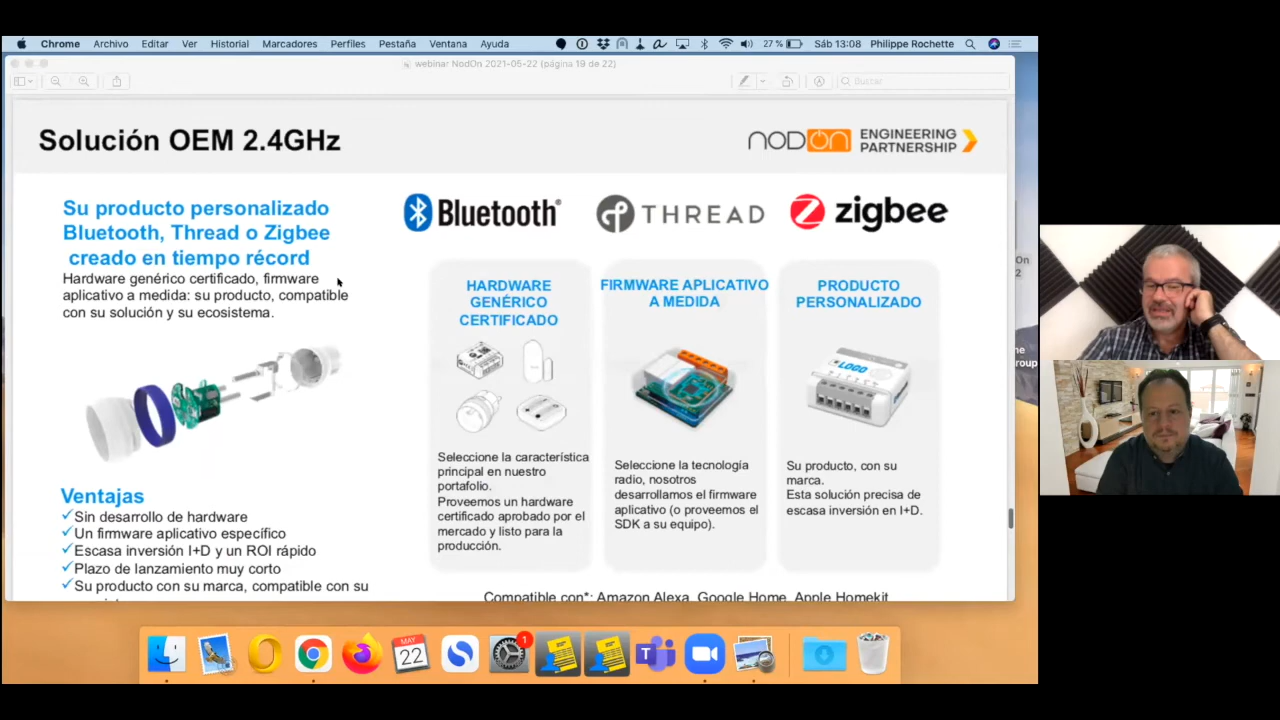 Chrome Archivo Editar Ver Historial Marcadores Perfiles Pestaña Ventana Ayuda 27 % Sáb 13:08 Philippe Rochette
webinar NodOn 2021-05-22 (página 19 de 22)
Buscar
Solución OEM 2.4GHz
NODON ENGINEERING
PARTNERSHIP
Su producto personalizado
Bluetooth, Thread o Zigbee
creado en tiempo récord
Hardware genérico certificado, firmware
aplicativo a medida: su producto, compatible
con su solución y su ecosistema.
Ventajas
Sin desarrollo de hardware
Un firmware aplicativo específico
Escasa inversión I+D y un ROI rápido
Plazo de lanzamiento muy corto
Su producto con su marca, compatible con su
Bluetooth®
THREAD
zigbee
HARDWARE
GENÉRICO
CERTIFICADO
Seleccione la característica
principal en nuestro
portafolio.
Proveemos un hardware
certificado aprobado por el
mercado y listo para la
producción.
FIRMWARE APLICATIVO
A MEDIDA
Seleccione la tecnología
radio, nosotros
desarrollamos el firmware
aplicativo (o proveemos el
SDK a su equipo).
PRODUCTO
PERSONALIZADO
LOGO
Su producto, con su
marca.
Esta solución precisa de
escasa inversión en I+D.
Compatible con*: Amazon Alexa, Google Home, Apple Homekit
On
2
ne
roup
MAY
22
1
T